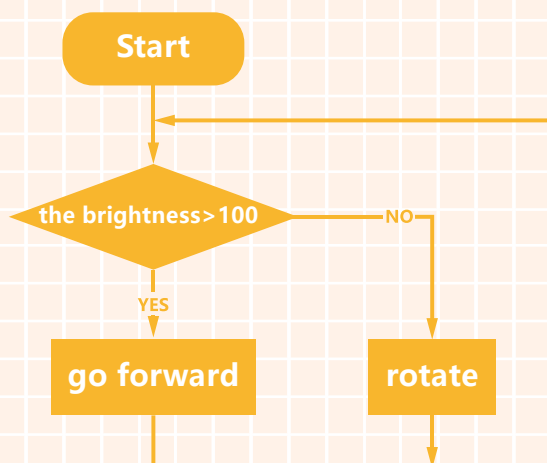 Start
the brightness>100
NO
YES
go forward
rotate